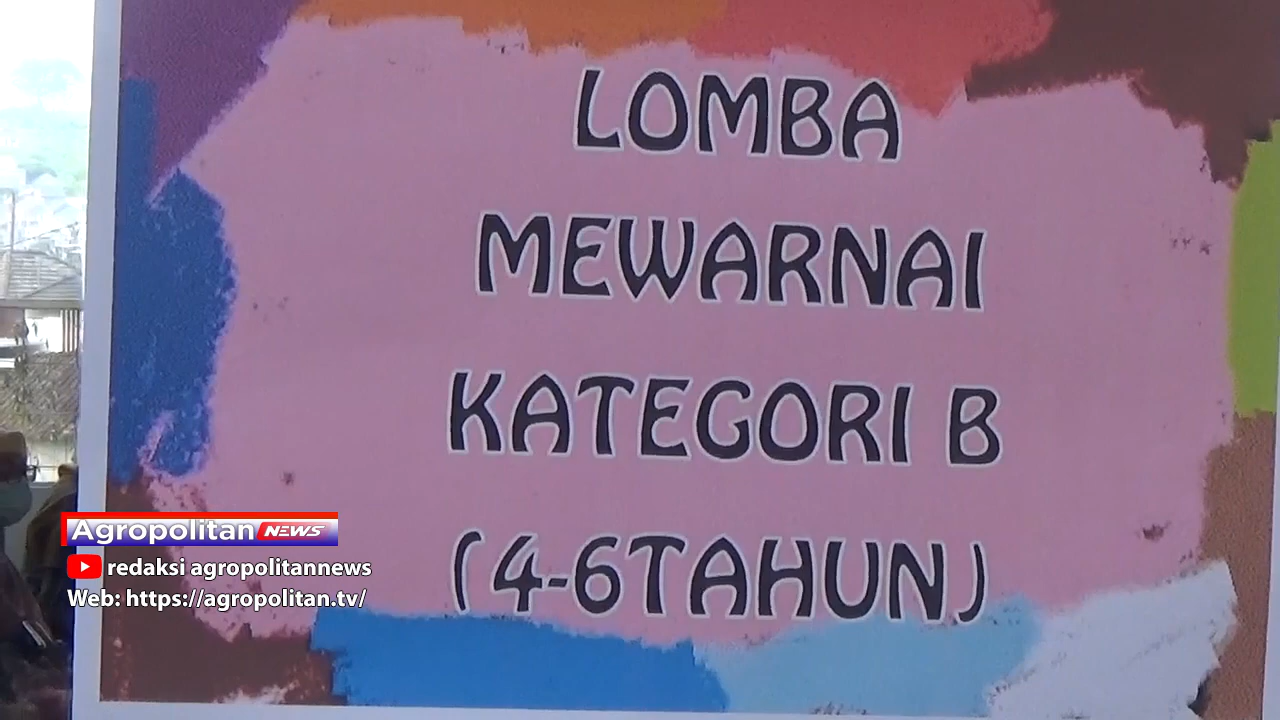 LOMBA
MEWARNAI
KATEGORI B
(4-6TAHUN)
Agropolitan NEWS
redaksi agropolitannews
Web: https://agropolitan.tv/